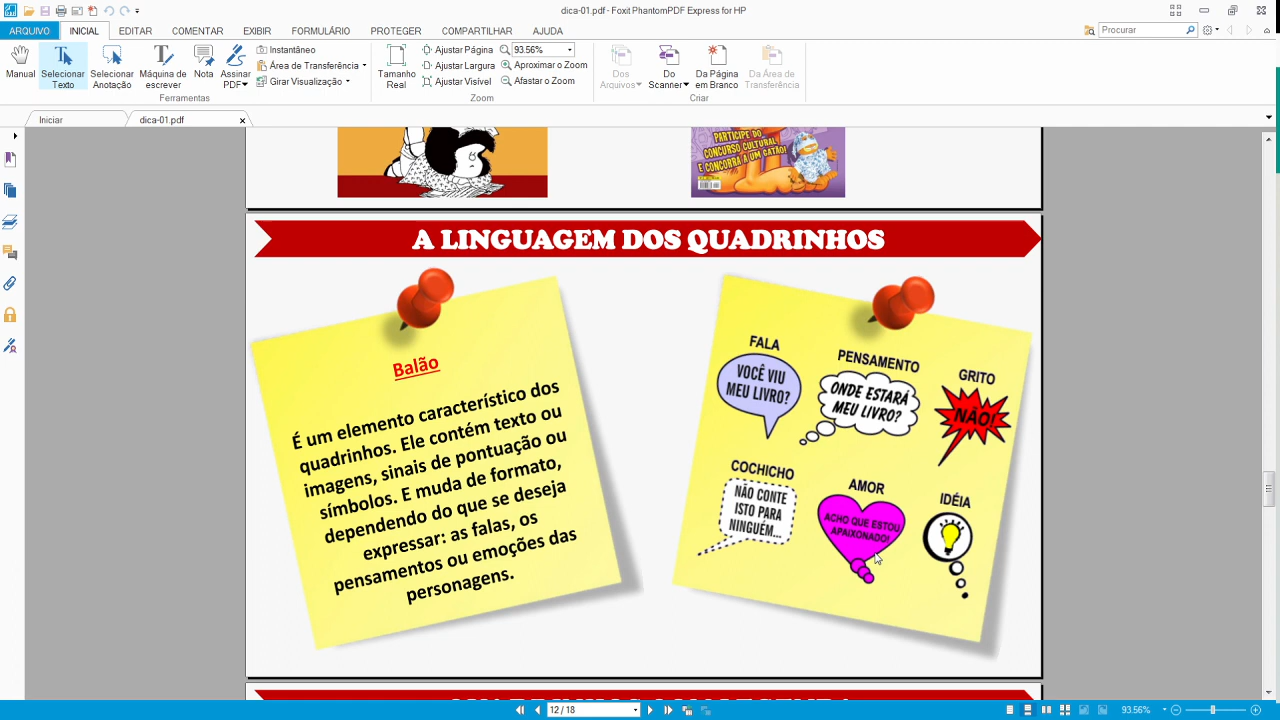 dica-01.pdf - Foxit PhantomPDF Express for HP
ARQUIVO INICIAL EDITAR COMENTAR EXIBIR FORMULÁRIO PROTEGER COMPARTILHAR AJUDA
Procurar
Manual
Selecionar Texto
Selecionar Anotação
Máquina de escrever
Nota
Assinar PDF
Instantâneo
Área de Transferência
Girar Visualização
Ferramentas
Tamanho Real
Ajustar Página
Ajustar Largura
Ajustar Visível
93.56%
Aproximar o Zoom
Afastar o Zoom
Zoom
Dos Arquivos
Do Scanner
Da Página em Branco
Da Área de Transferência
Criar
Iniciar
dica-01.pdf
PARTICIPE DO
CONCURSO CULTURAL
E CONCORRA A UM GATÃO!
A LINGUAGEM DOS QUADRINHOS
Balão
É um elemento característico dos
quadrinhos. Ele contém texto ou
imagens, sinais de pontuação ou
símbolos. E muda de formato,
dependendo do que se deseja
expressar: as falas, os
pensamentos ou emoções das
personagens.
FALA
VOCÊ VIU
MEU LIVRO?
PENSAMENTO
ONDE ESTARÁ
MEU LIVRO?
GRITO
NÃO!
COCHICHO
NÃO CONTE
ISTO PARA
NINGUÉM...
AMOR
ACHO QUE ESTOU
APAIXONADO!
IDÉIA
12 / 18
93.56%